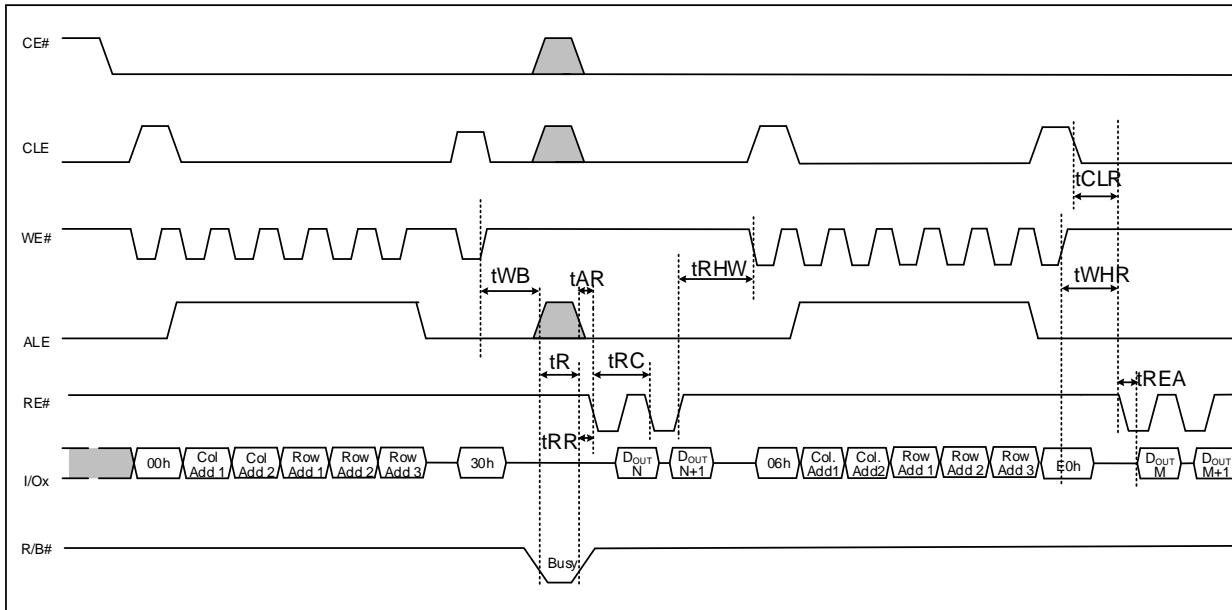 CE#
CLE
tCLR
WE#
tWB
tAR
tRHW
tWHR
ALE
tR
tRC
tREA
RE#
tRR
I/Ox
00h
Col
Add 1
Col
Add 2
Row
Add 1
Row
Add 2
Row
Add 3
30h
DOUT
N
DOUT
N+1
06h
Col.
Add1
Col.
Add2
Row
Add 1
Row
Add 2
Row
Add 3
E0h
DOUT
M
DOUT
M+1
R/B#
Busy